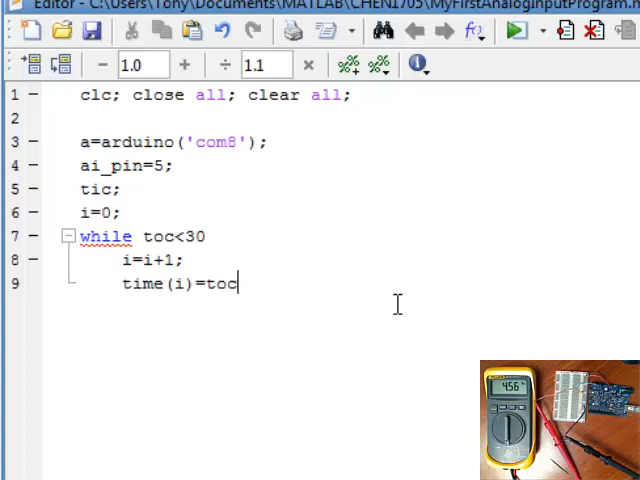 Editor - C:\Users\Tony\Documents\MATLAB\CHEN1705\MyFirstAnalogInputProgram.m
1.0
1.1
1 clc; close all; clear all;
2
3 a=arduino('com8');
4 ai_pin=5;
5 tic;
6 i=0;
7 while toc<30
8 i=i+1;
9 time(i)=toc